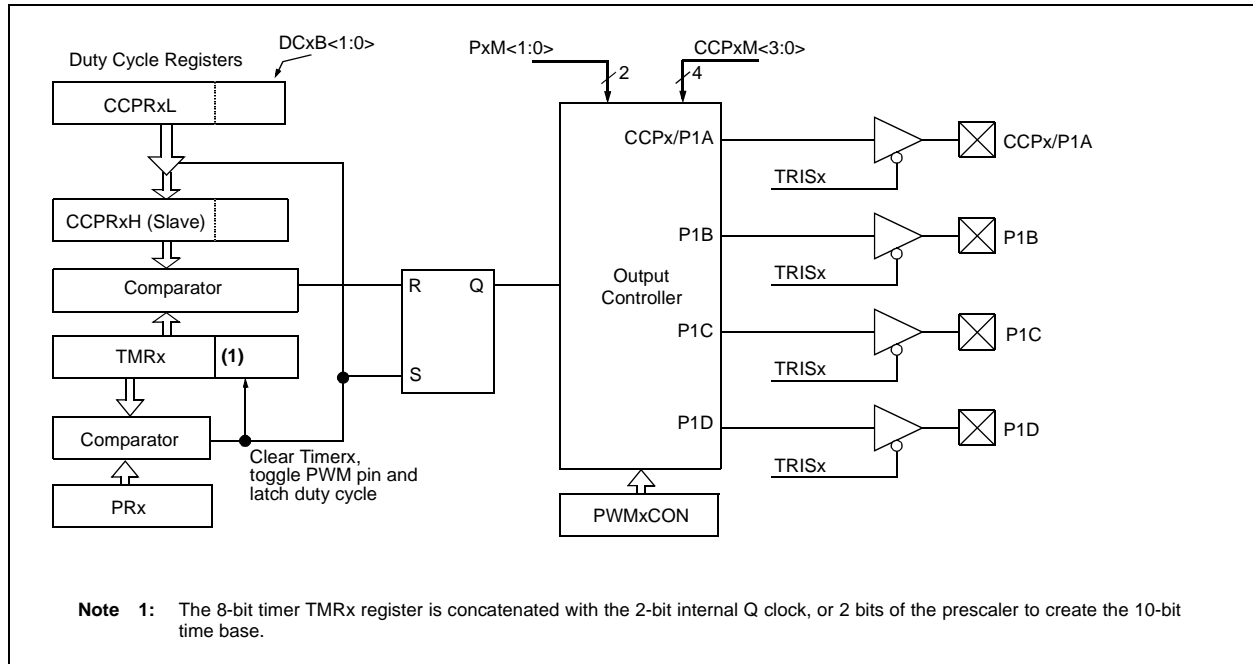 DCxB<1:0>
Duty Cycle Registers
CCPRxL
CCPRxH (Slave)
Comparator
TMRx
(1)
Comparator
PRx
Clear Timerx,
toggle PWM pin and
latch duty cycle
R
Q
S
PxM<1:0>
2
CCPxM<3:0>
4
Output
Controller
CCPx/P1A
P1B
P1C
P1D
PWMxCON
TRISx
CCPx/P1A
TRISx
P1B
TRISx
P1C
TRISx
P1D
Note 1: The 8-bit timer TMRx register is concatenated with the 2-bit internal Q clock, or 2 bits of the prescaler to create the 10-bit
time base.